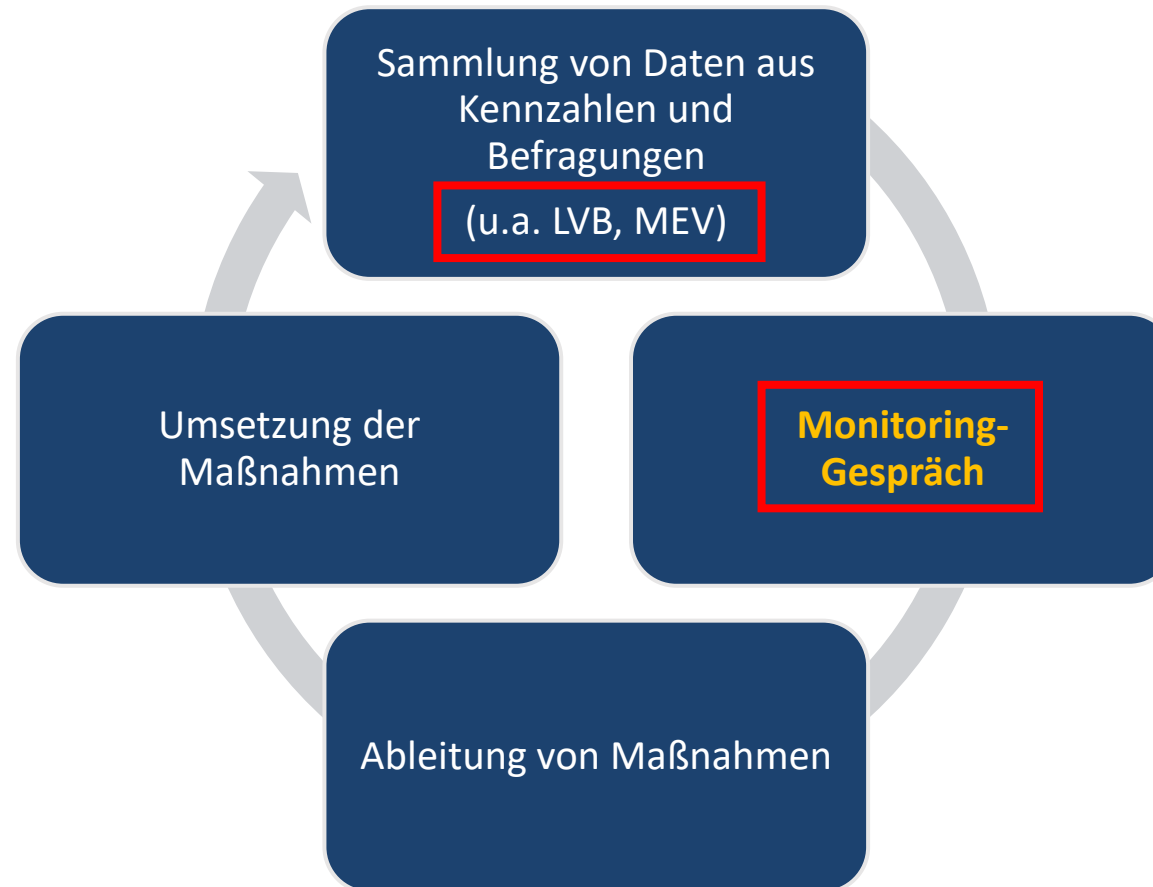 Sammlung von Daten aus
Kennzahlen und
Befragungen
(u.a. LVB, MEV)
Umsetzung der
Maßnahmen
Monitoring-
Gespräch
Ableitung von Maßnahmen